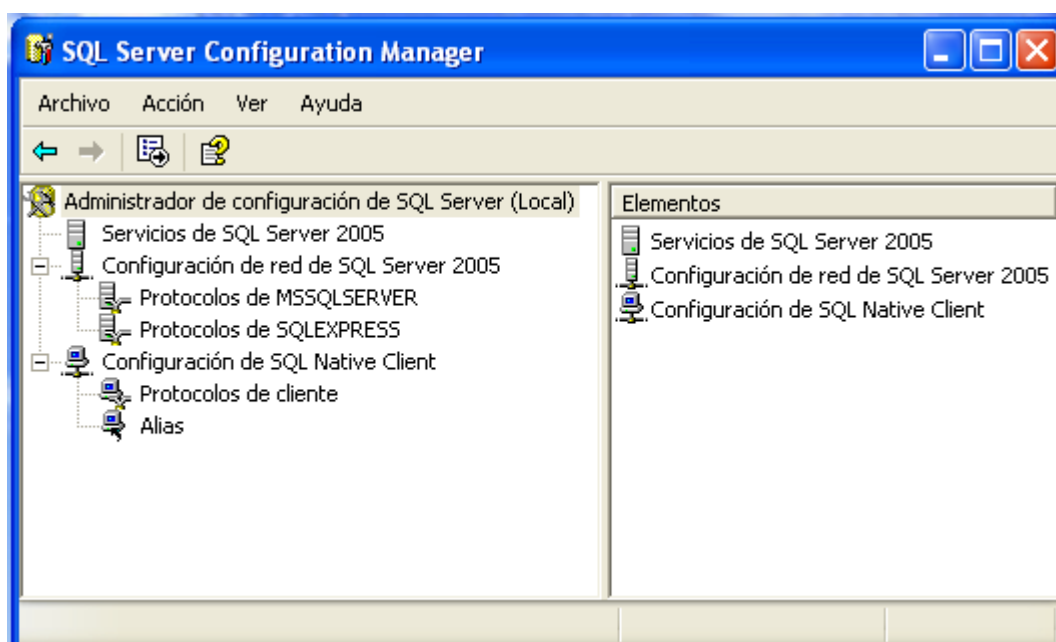 SQL Server Configuration Manager
Archivo Acción Ver Ayuda
Administrador de configuración de SQL Server (Local)
Servicios de SQL Server 2005
Configuración de red de SQL Server 2005
Protocolos de MSSQLSERVER
Protocolos de SQLEXPRESS
Configuración de SQL Native Client
Protocolos de cliente
Alias
Elementos
Servicios de SQL Server 2005
Configuración de red de SQL Server 2005
Configuración de SQL Native Client